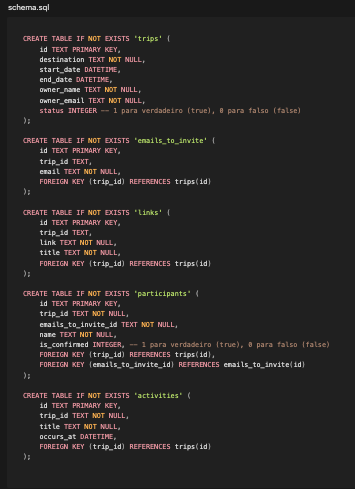 schema.sql
CREATE TABLE IF NOT EXISTS 'trips' (
id TEXT PRIMARY KEY,
destination TEXT NOT NULL,
start_date DATETIME,
end_date DATETIME,
owner_name TEXT NOT NULL,
owner_email TEXT NOT NULL,
status INTEGER -- 1 para verdadeiro (true), 0 para falso (false)
);
CREATE TABLE IF NOT EXISTS 'emails_to_invite' (
id TEXT PRIMARY KEY,
trip_id TEXT,
email TEXT NOT NULL,
FOREIGN KEY (trip_id) REFERENCES trips(id)
);
CREATE TABLE IF NOT EXISTS 'links' (
id TEXT PRIMARY KEY,
trip_id TEXT,
link TEXT NOT NULL,
title TEXT NOT NULL,
FOREIGN KEY (trip_id) REFERENCES trips(id)
);
CREATE TABLE IF NOT EXISTS 'participants' (
id TEXT PRIMARY KEY,
trip_id TEXT NOT NULL,
emails_to_invite_id TEXT NOT NULL,
name TEXT NOT NULL,
is_confirmed INTEGER, -- 1 para verdadeiro (true), 0 para falso (false)
FOREIGN KEY (trip_id) REFERENCES trips(id),
FOREIGN KEY (emails_to_invite_id) REFERENCES emails_to_invite(id)
);
CREATE TABLE IF NOT EXISTS 'activities' (
id TEXT PRIMARY KEY,
trip_id TEXT NOT NULL,
title TEXT NOT NULL,
occurs_at DATETIME,
FOREIGN KEY (trip_id) REFERENCES trips(id)
);